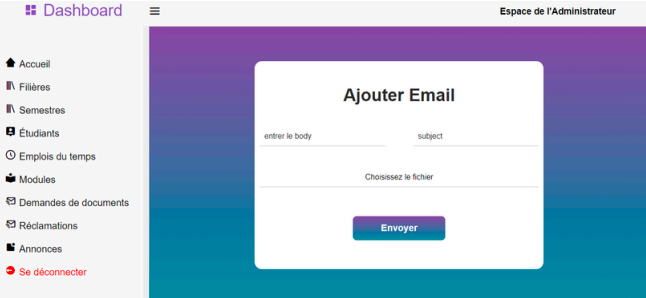 Dashboard
Espace de l'Administrateur
Accueil
Filières
Semestres
Étudiants
Emplois du temps
Modules
Demandes de documents
Réclamations
Annonces
Se déconnecter
Ajouter Email
entrer le body
subject
Choisissez le fichier
Envoyer